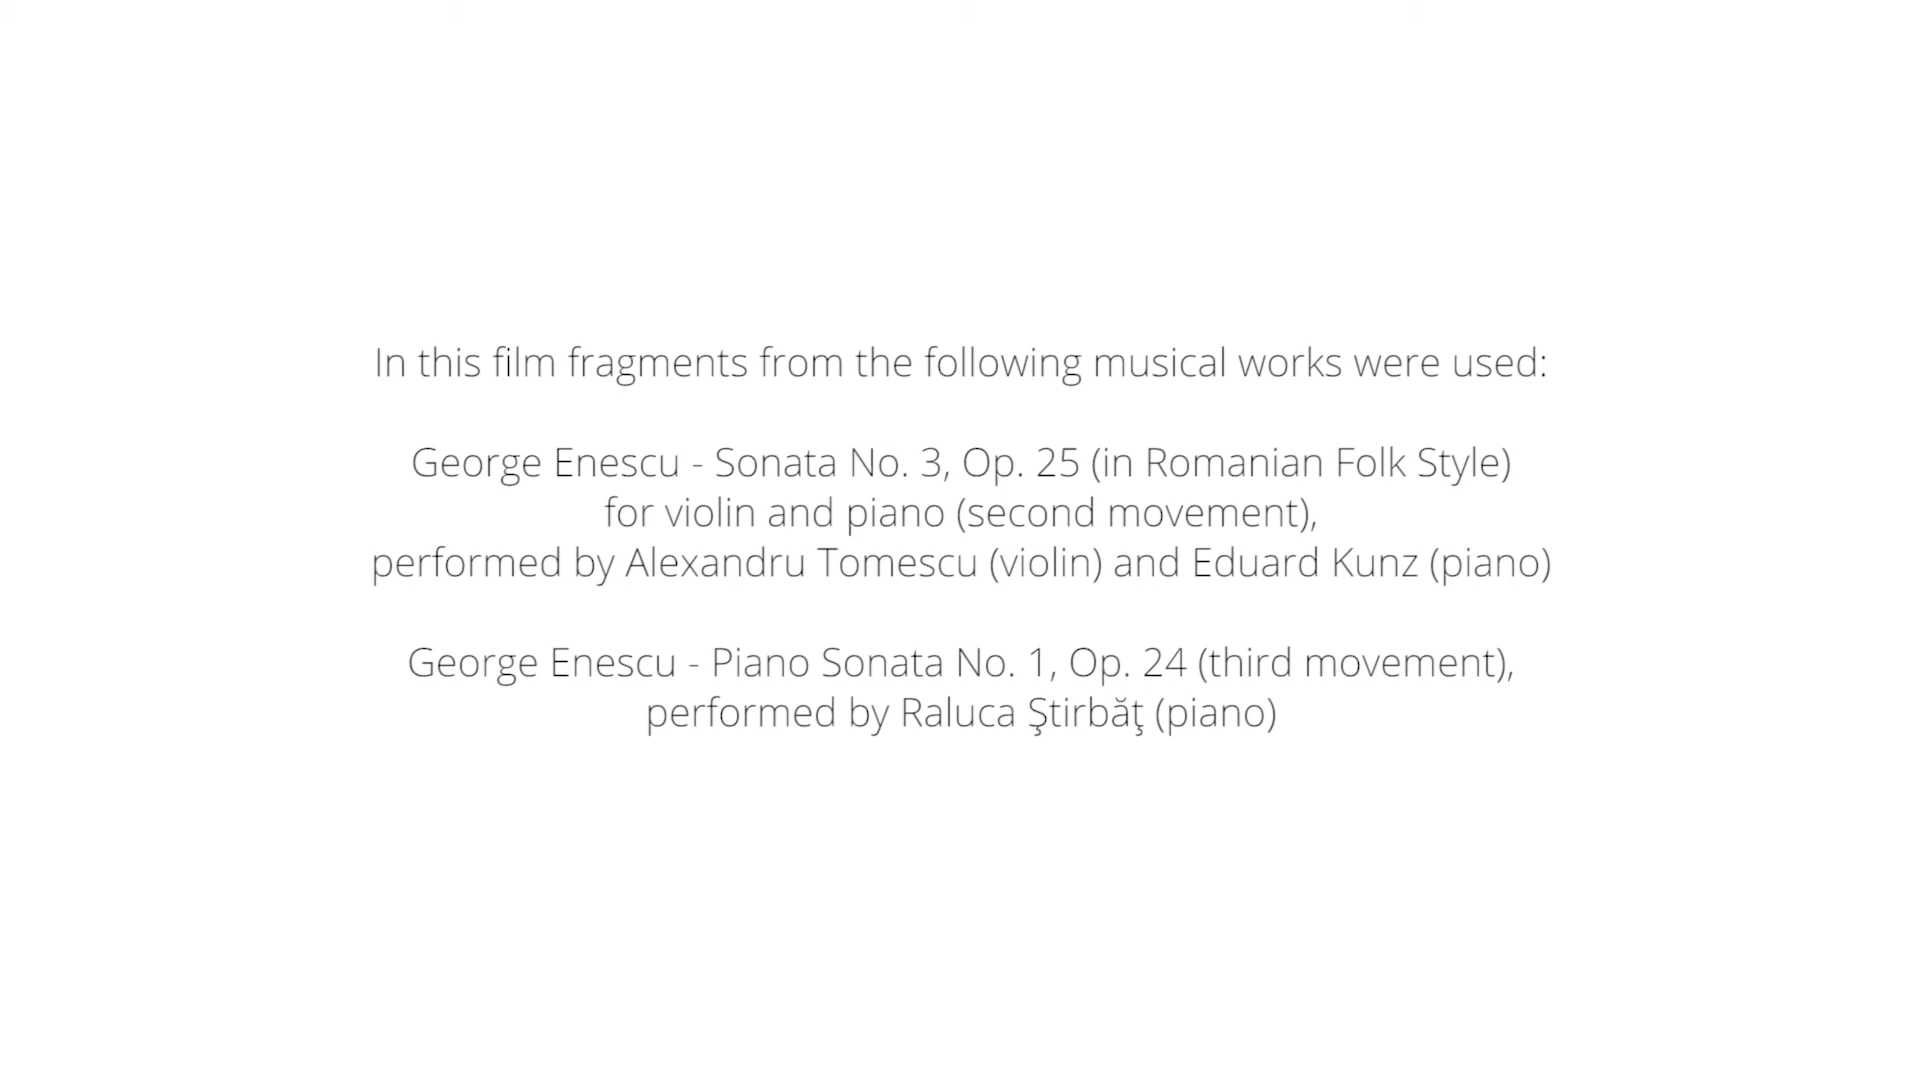 In this film fragments from the following musical works were used:
George Enescu - Sonata No. 3, Op. 25 (in Romanian Folk Style)
for violin and piano (second movement),
performed by Alexandru Tomescu (violin) and Eduard Kunz (piano)
George Enescu - Piano Sonata No. 1, Op. 24 (third movement),
performed by Raluca Ştirbăţ (piano)